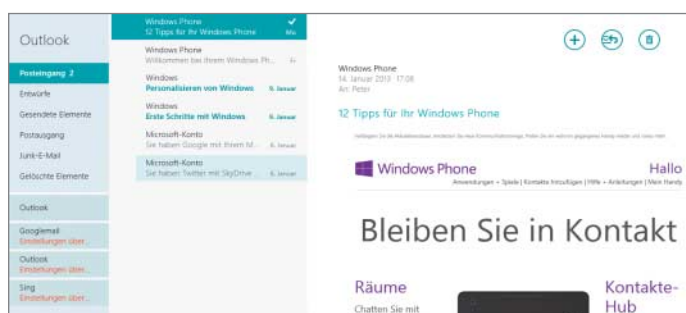 Outlook
Posteingang 2
Entwürfe
Gesendete Elemente
Postausgang
Junk-E-Mail
Gelöschte Elemente
Outlook
Googlemail
Einstellungen über...
Outlook
Einstellungen über...
Sing
Einstellungen über...
Windows Phone
12 Tipps für Ihr Windows Phone
Windows Phone
Willkommen bei Ihrem Windows Ph...
Windows
Personalisieren von Windows 9. Januar
Windows
Erste Schritte mit Windows 9. Januar
Microsoft-Konto
Sie haben Google mit Ihrem M... 6. Januar
Microsoft-Konto
Sie haben Twitter mit SkyDrive ... 6. Januar
Windows Phone
14. Januar 2013 17:08
An: Peter
12 Tipps für Ihr Windows Phone
Windows Phone
Hallo
Anwendungen + Spiele | Kontakte hinzufügen | Hilfe + Anleitungen | Mein Handy
Bleiben Sie in Kontakt
Räume
Chatten Sie mit
Kontakte-
Hub